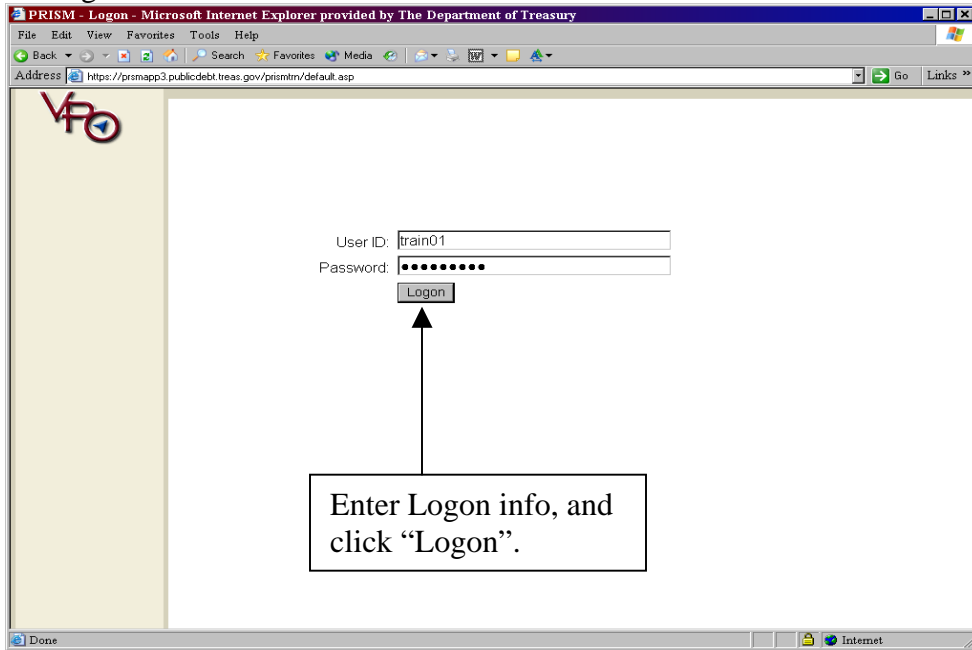 PRISM - Logon - Microsoft Internet Explorer provided by The Department of Treasury
File Edit View Favorites Tools Help
Back Search Favorites Media
Address https://prsmapp3.publicdebt.treas.gov/prismtrn/default.asp Go Links »
VPO
User ID: train01
Password: •••••••••
Logon
Enter Logon info, and
click “Logon”.
Done Internet